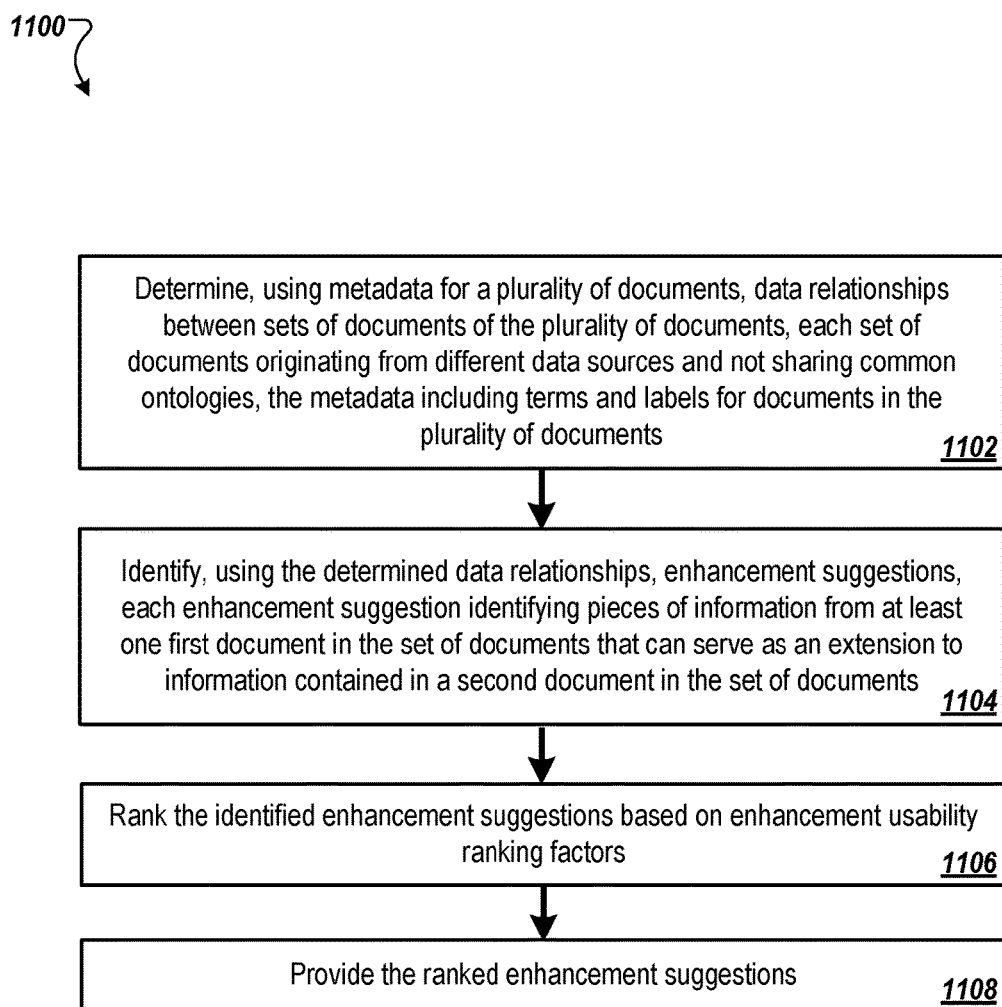 1100
Determine, using metadata for a plurality of documents, data relationships
between sets of documents of the plurality of documents, each set of
documents originating from different data sources and not sharing common
ontologies, the metadata including terms and labels for documents in the
plurality of documents
1102
Identify, using the determined data relationships, enhancement suggestions,
each enhancement suggestion identifying pieces of information from at least
one first document in the set of documents that can serve as an extension to
information contained in a second document in the set of documents
1104
Rank the identified enhancement suggestions based on enhancement usability
ranking factors
1106
Provide the ranked enhancement suggestions
1108